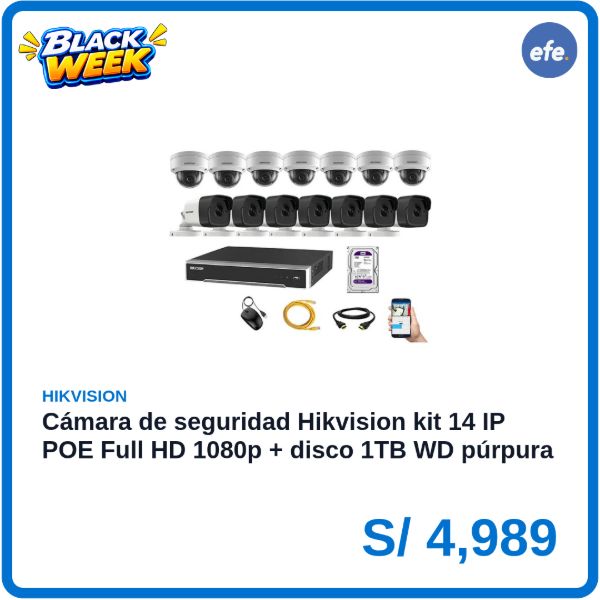 BLACK
WEEK
efe.
HIKVISION
Cámara de seguridad Hikvision kit 14 IP
POE Full HD 1080p + disco 1TB WD púrpura
S/ 4,989